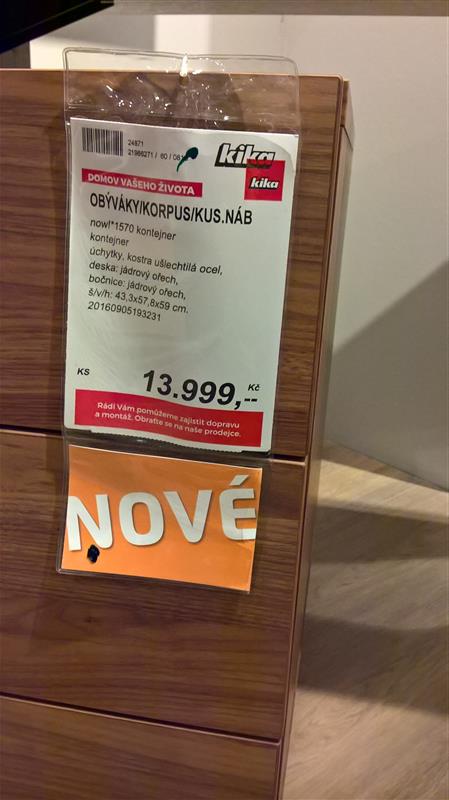 24871
21986271 / 60 / 061
kika
kika
DOMOV VAŠEHO ŽIVOTA
OBÝVÁKY/KORPUS/KUS.NÁB
now!*1570 kontejner
kontejner
úchytky, kostra ušlechtilá ocel,
deska: jádrový ořech,
bočnice: jádrový ořech,
š/v/h: 43,3x57,8x59 cm.
20160905193231
KS 13.999,-- Kč
Rádi Vám pomůžeme zajistit dopravu
a montáž. Obraťte se na naše prodejce.
NOVÉ